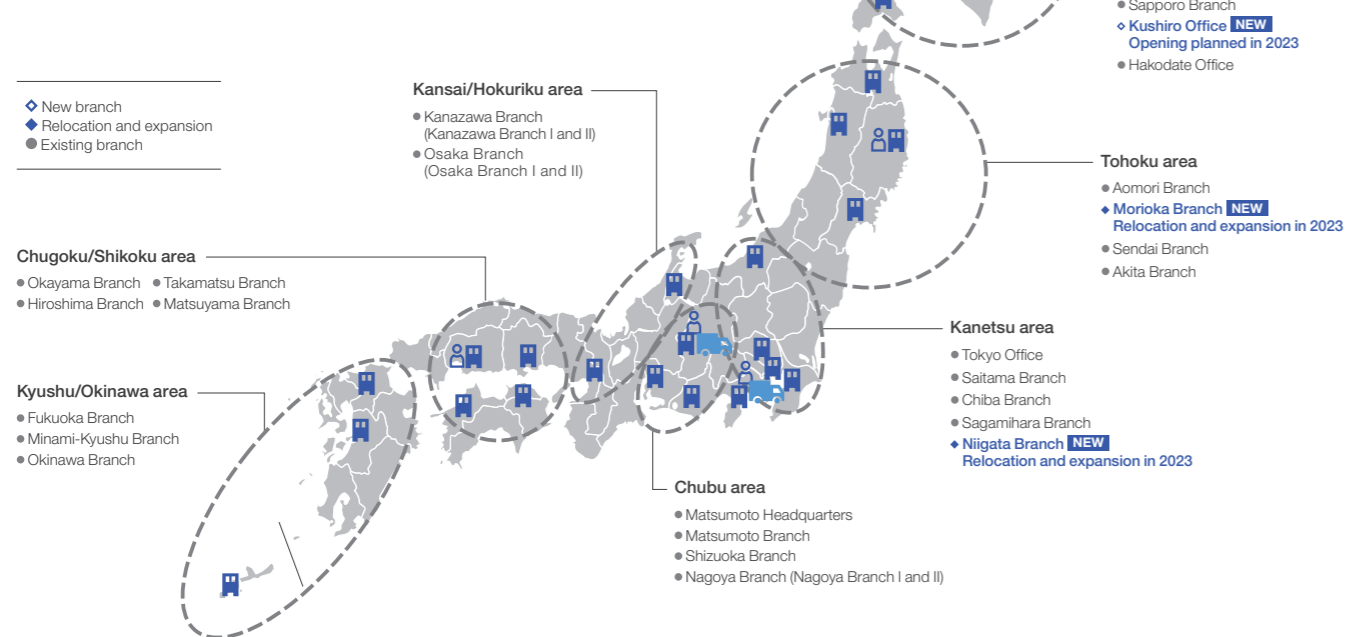 Sapporo Branch
Kushiro Office NEW
Opening planned in 2023
Hakodate Office
New branch
Relocation and expansion
Existing branch
Kansai/Hokuriku area
Kanazawa Branch
(Kanazawa Branch I and II)
Osaka Branch
(Osaka Branch I and II)
Tohoku area
Aomori Branch
Morioka Branch NEW
Relocation and expansion in 2023
Sendai Branch
Akita Branch
Chugoku/Shikoku area
Okayama Branch Takamatsu Branch
Hiroshima Branch Matsuyama Branch
Kanetsu area
Tokyo Office
Saitama Branch
Chiba Branch
Sagamihara Branch
Niigata Branch NEW
Relocation and expansion in 2023
Kyushu/Okinawa area
Fukuoka Branch
Minami-Kyushu Branch
Okinawa Branch
Chubu area
Matsumoto Headquarters
Matsumoto Branch
Shizuoka Branch
Nagoya Branch (Nagoya Branch I and II)